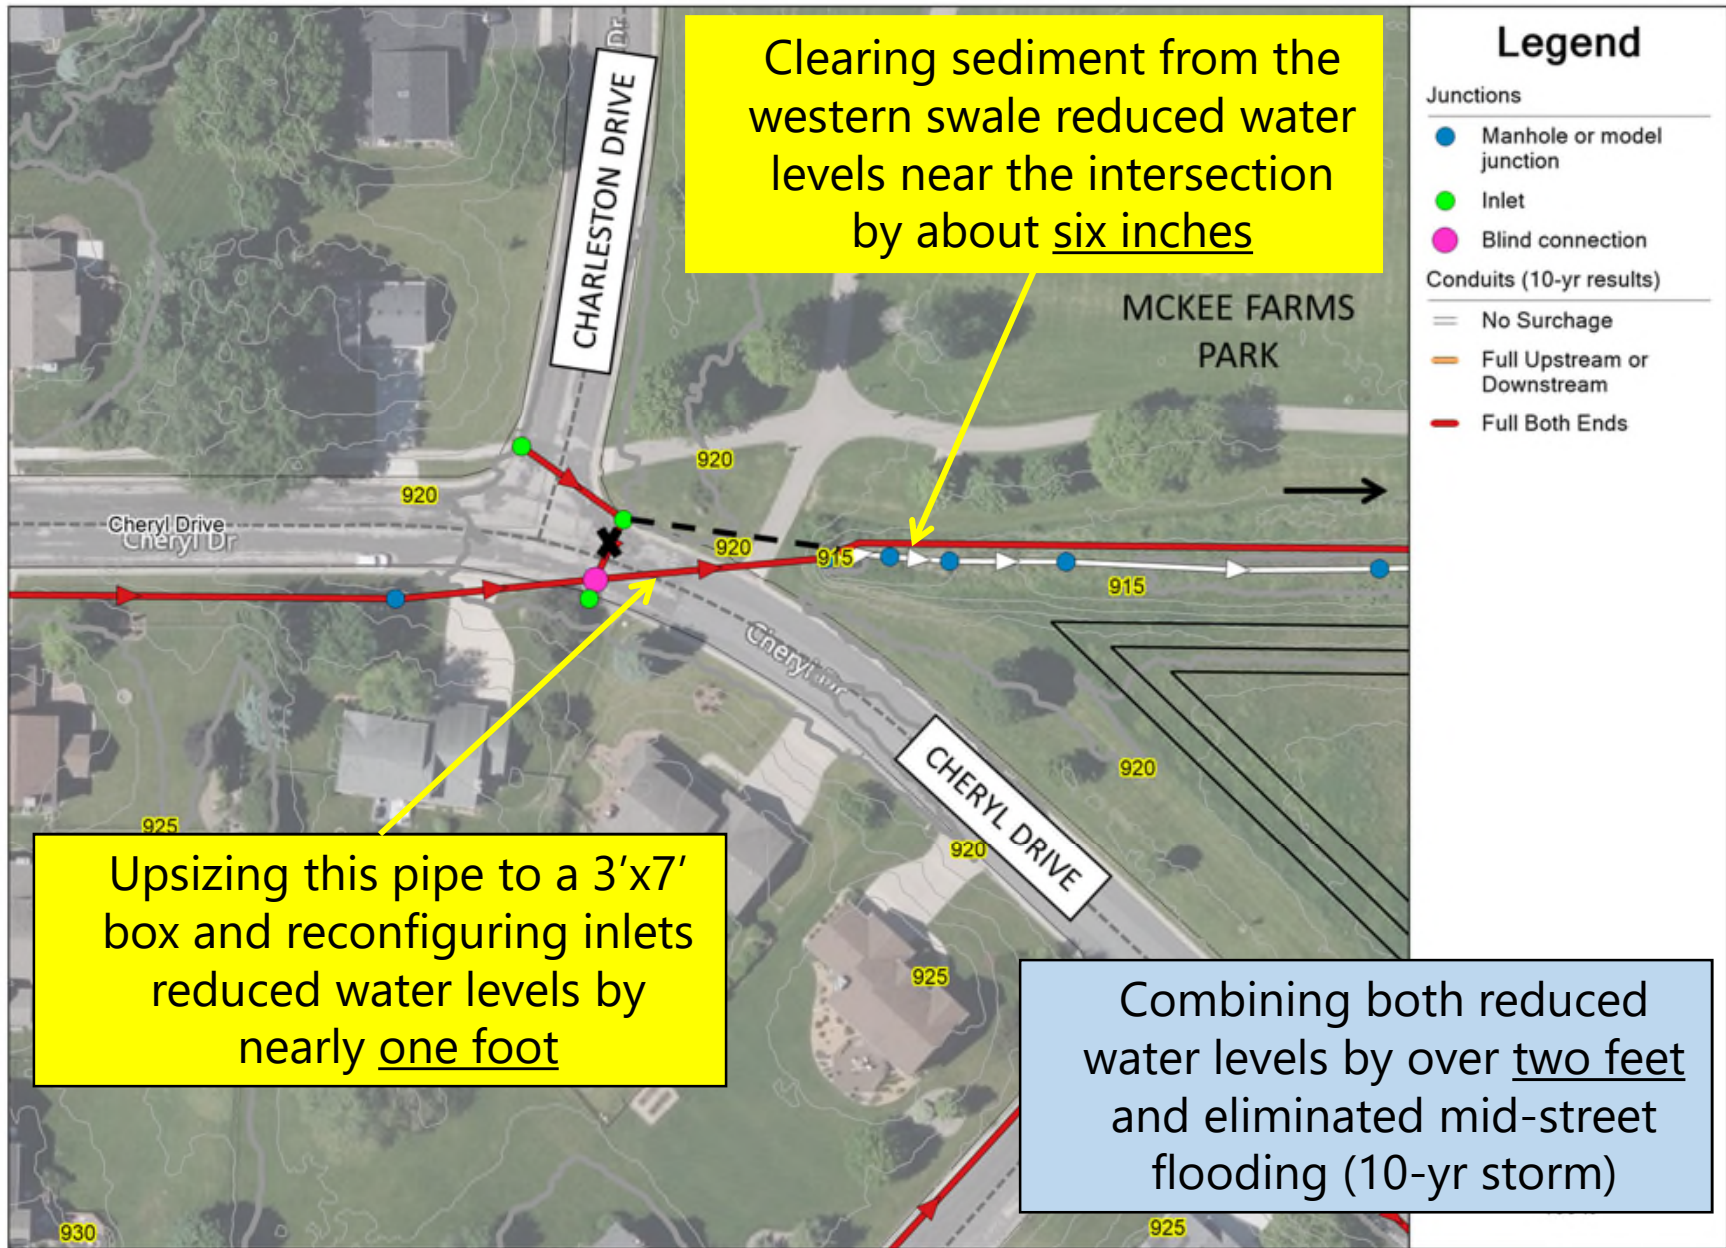 Clearing sediment from the
western swale reduced water
levels near the intersection
by about six inches
CHARLESTON DRIVE
Dr
MCKEE FARMS
PARK
920
920
920
Cheryl Drive
Cheryl Dr
915
915
Cheryl Dr
920
CHERYL DRIVE
925
920
Upsizing this pipe to a 3’x7’
box and reconfiguring inlets
reduced water levels by
nearly one foot
925
Combining both reduced
water levels by over two feet
and eliminated mid-street
flooding (10-yr storm)
930
925
Legend
Junctions
Manhole or model
junction
Inlet
Blind connection
Conduits (10-yr results)
No Surchage
Full Upstream or
Downstream
Full Both Ends